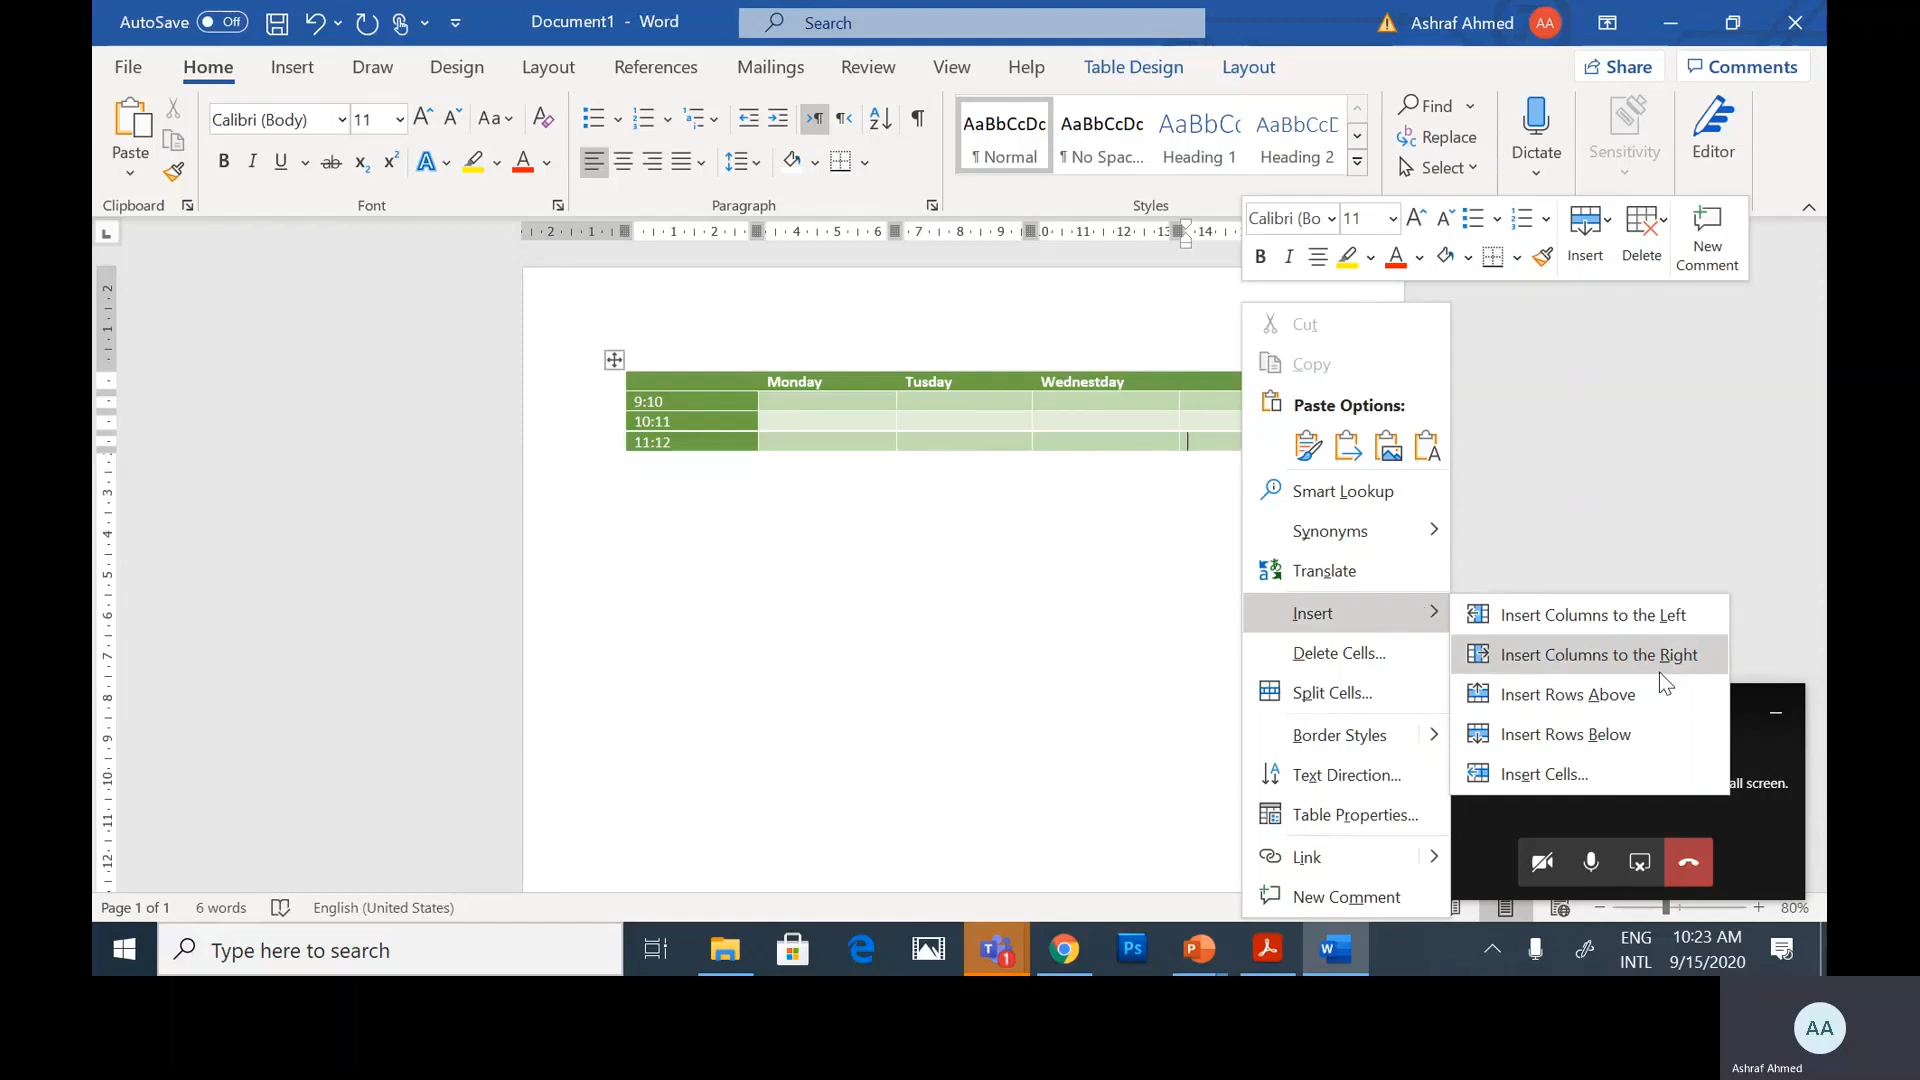 AutoSave Off
Document1 - Word
Search
Ashraf Ahmed
AA
File Home Insert Draw Design Layout References Mailings Review View Help Table Design Layout
Share
Comments
Paste
Clipboard
Calibri (Body) 11
Aa
B I U ab x₂ x² A A
Font
Paragraph
AaBbCcDc AaBbCcDc AaBbCc AaBbCcD
¶ Normal ¶ No Spac... Heading 1 Heading 2
Styles
Find
Replace
Select
Dictate
Sensitivity
Editor
Calibri (Bo 11
B I
Insert
Delete
New Comment
Monday Tusday Wednestday
9:10
10:11
11:12
Cut
Copy
Paste Options:
Smart Lookup
Synonyms
Translate
Insert
Delete Cells...
Split Cells...
Border Styles
Text Direction...
Table Properties...
Link
New Comment
Insert Columns to the Left
Insert Columns to the Right
Insert Rows Above
Insert Rows Below
Insert Cells...
all screen.
Page 1 of 1
6 words
English (United States)
80%
Type here to search
ENG
INTL
10:23 AM
9/15/2020
AA
Ashraf Ahmed